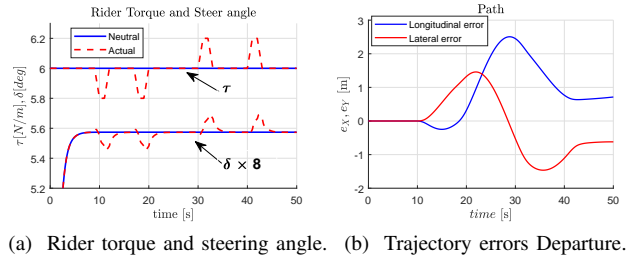 Rider Torque and Steer angle
Neutral
Actual
τ[N/m], δ[deg]
6.2
6
5.8
5.6
5.4
5.2
τ
δ × 8
0 10 20 30 40 50
time [s]
(a) Rider torque and steering angle.
Path
Longitudinal error
Lateral error
e_X, e_Y [m]
3
2
1
0
-1
-2
0 10 20 30 40 50
time [s]
(b) Trajectory errors Departure.